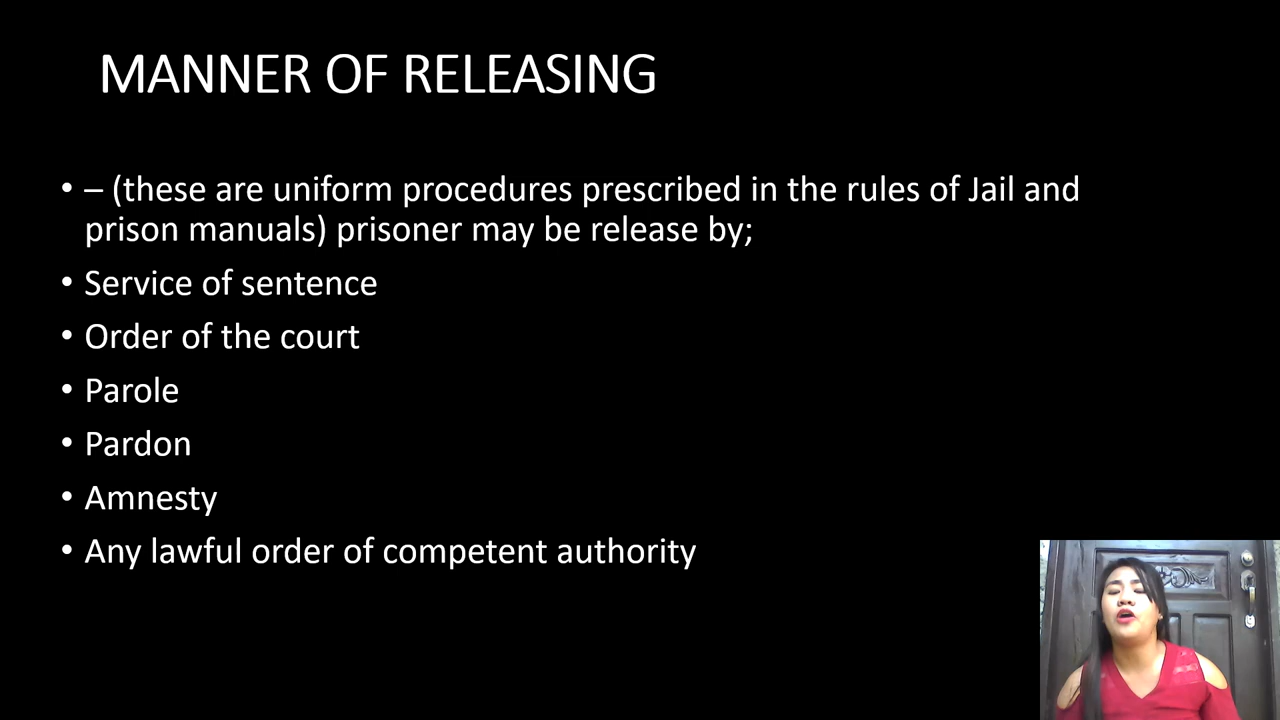 MANNER OF RELEASING
• – (these are uniform procedures prescribed in the rules of Jail and
prison manuals) prisoner may be release by;
• Service of sentence
• Order of the court
• Parole
• Pardon
• Amnesty
• Any lawful order of competent authority